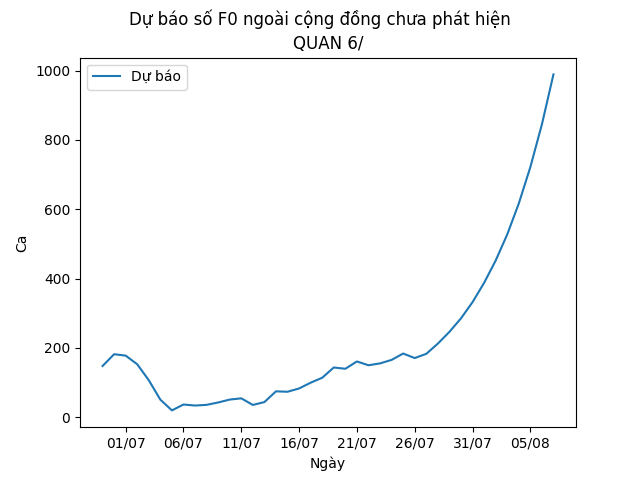 Dự báo số F0 ngoài cộng đồng chưa phát hiện
QUAN 6/
Dự báo
1000
800
600
400
200
0
Ca
01/07 06/07 11/07 16/07 21/07 26/07 31/07 05/08
Ngày